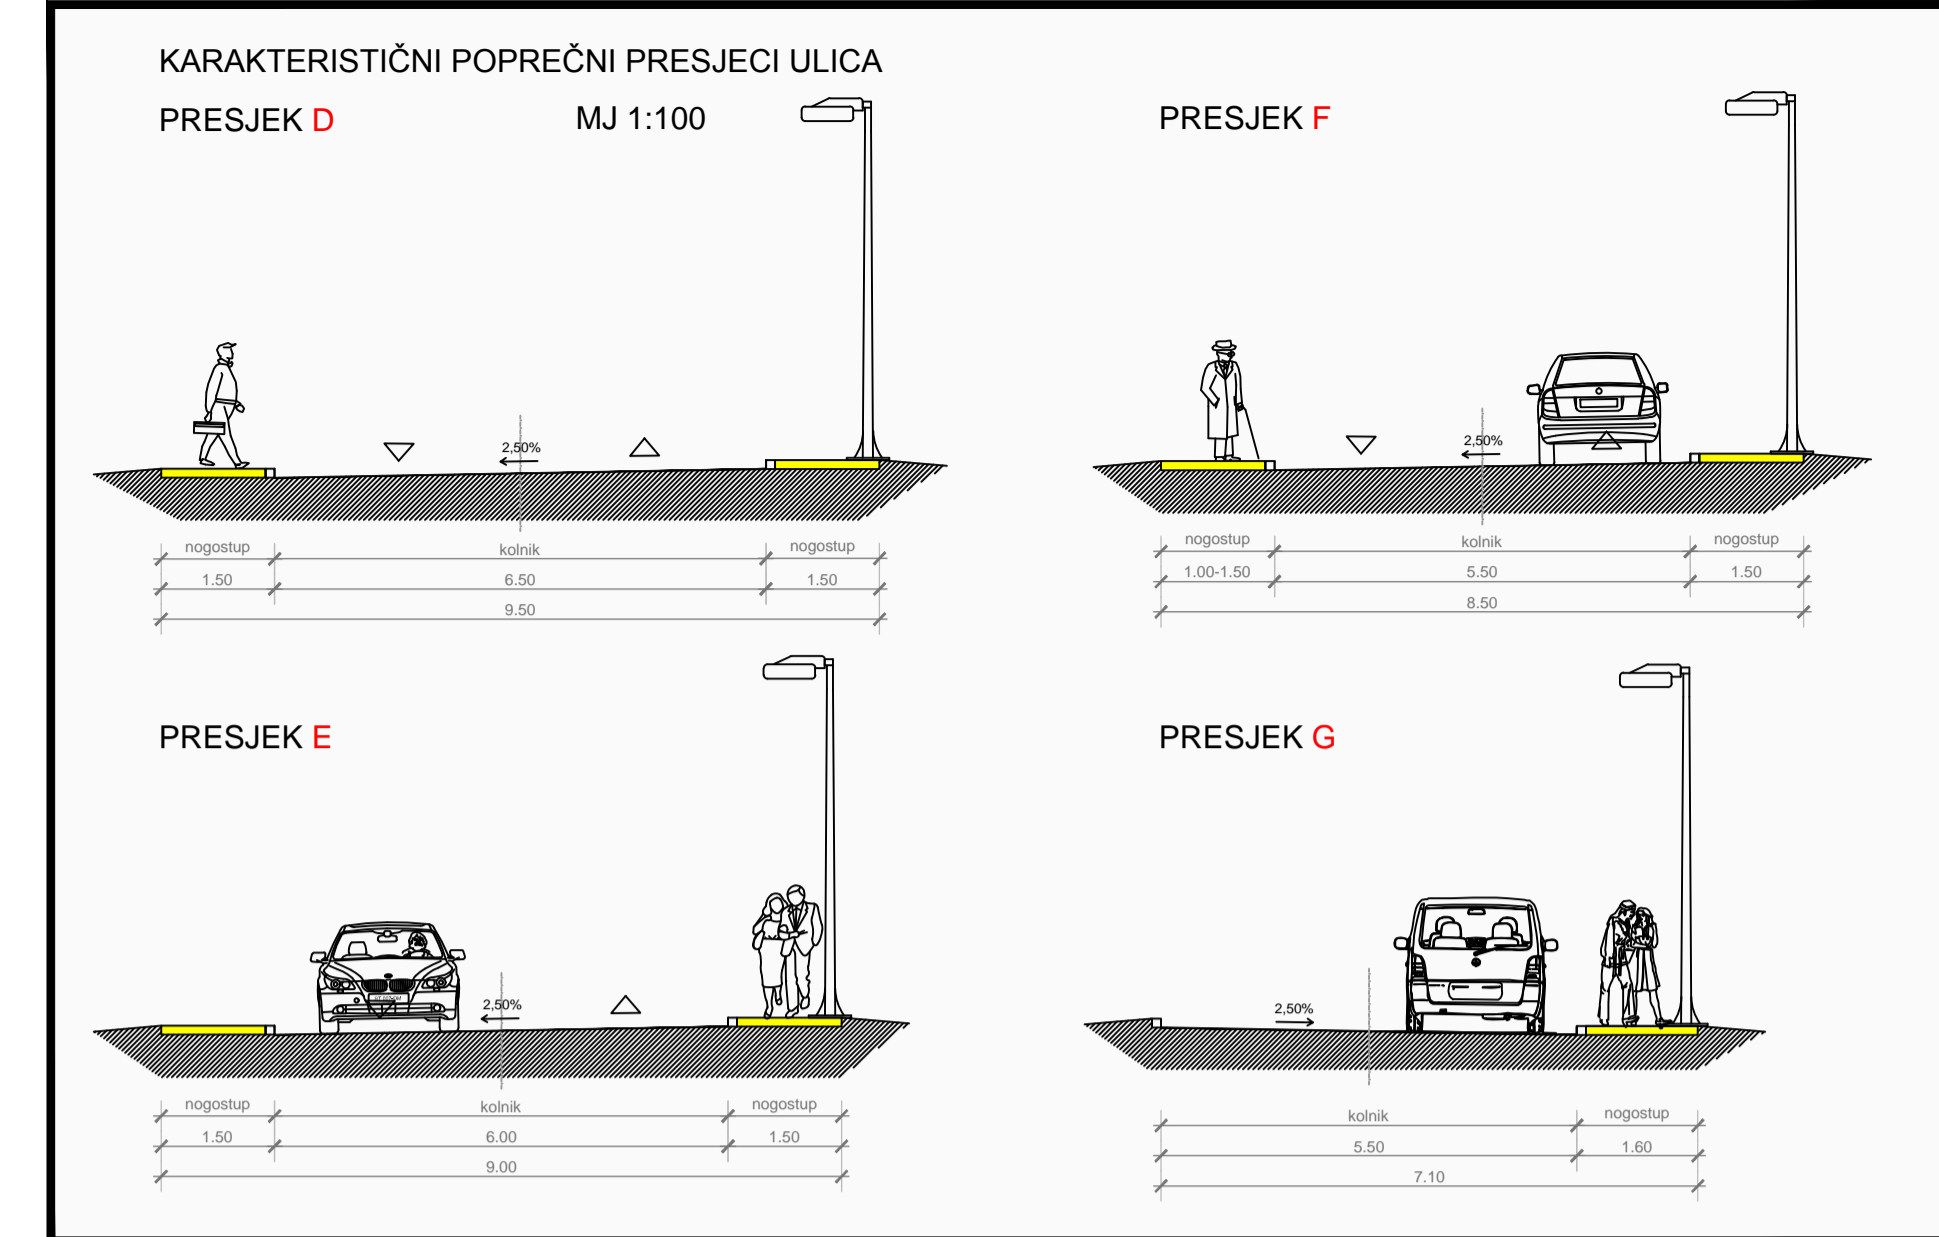 KARAKTERISTIČNI POPREČNI PRESJECI ULICA
PRESJEK D
MJ 1:100
2,50%
nogostup kolnik nogostup
1.50 6.50 1.50
9.50
PRESJEK F
2,50%
nogostup kolnik nogostup
1.00-1.50 5.50 1.50
8.50
PRESJEK E
2,50%
nogostup kolnik nogostup
1.50 6.00 1.50
9.00
PRESJEK G
2,50%
kolnik nogostup
5.50 1.60
7.10